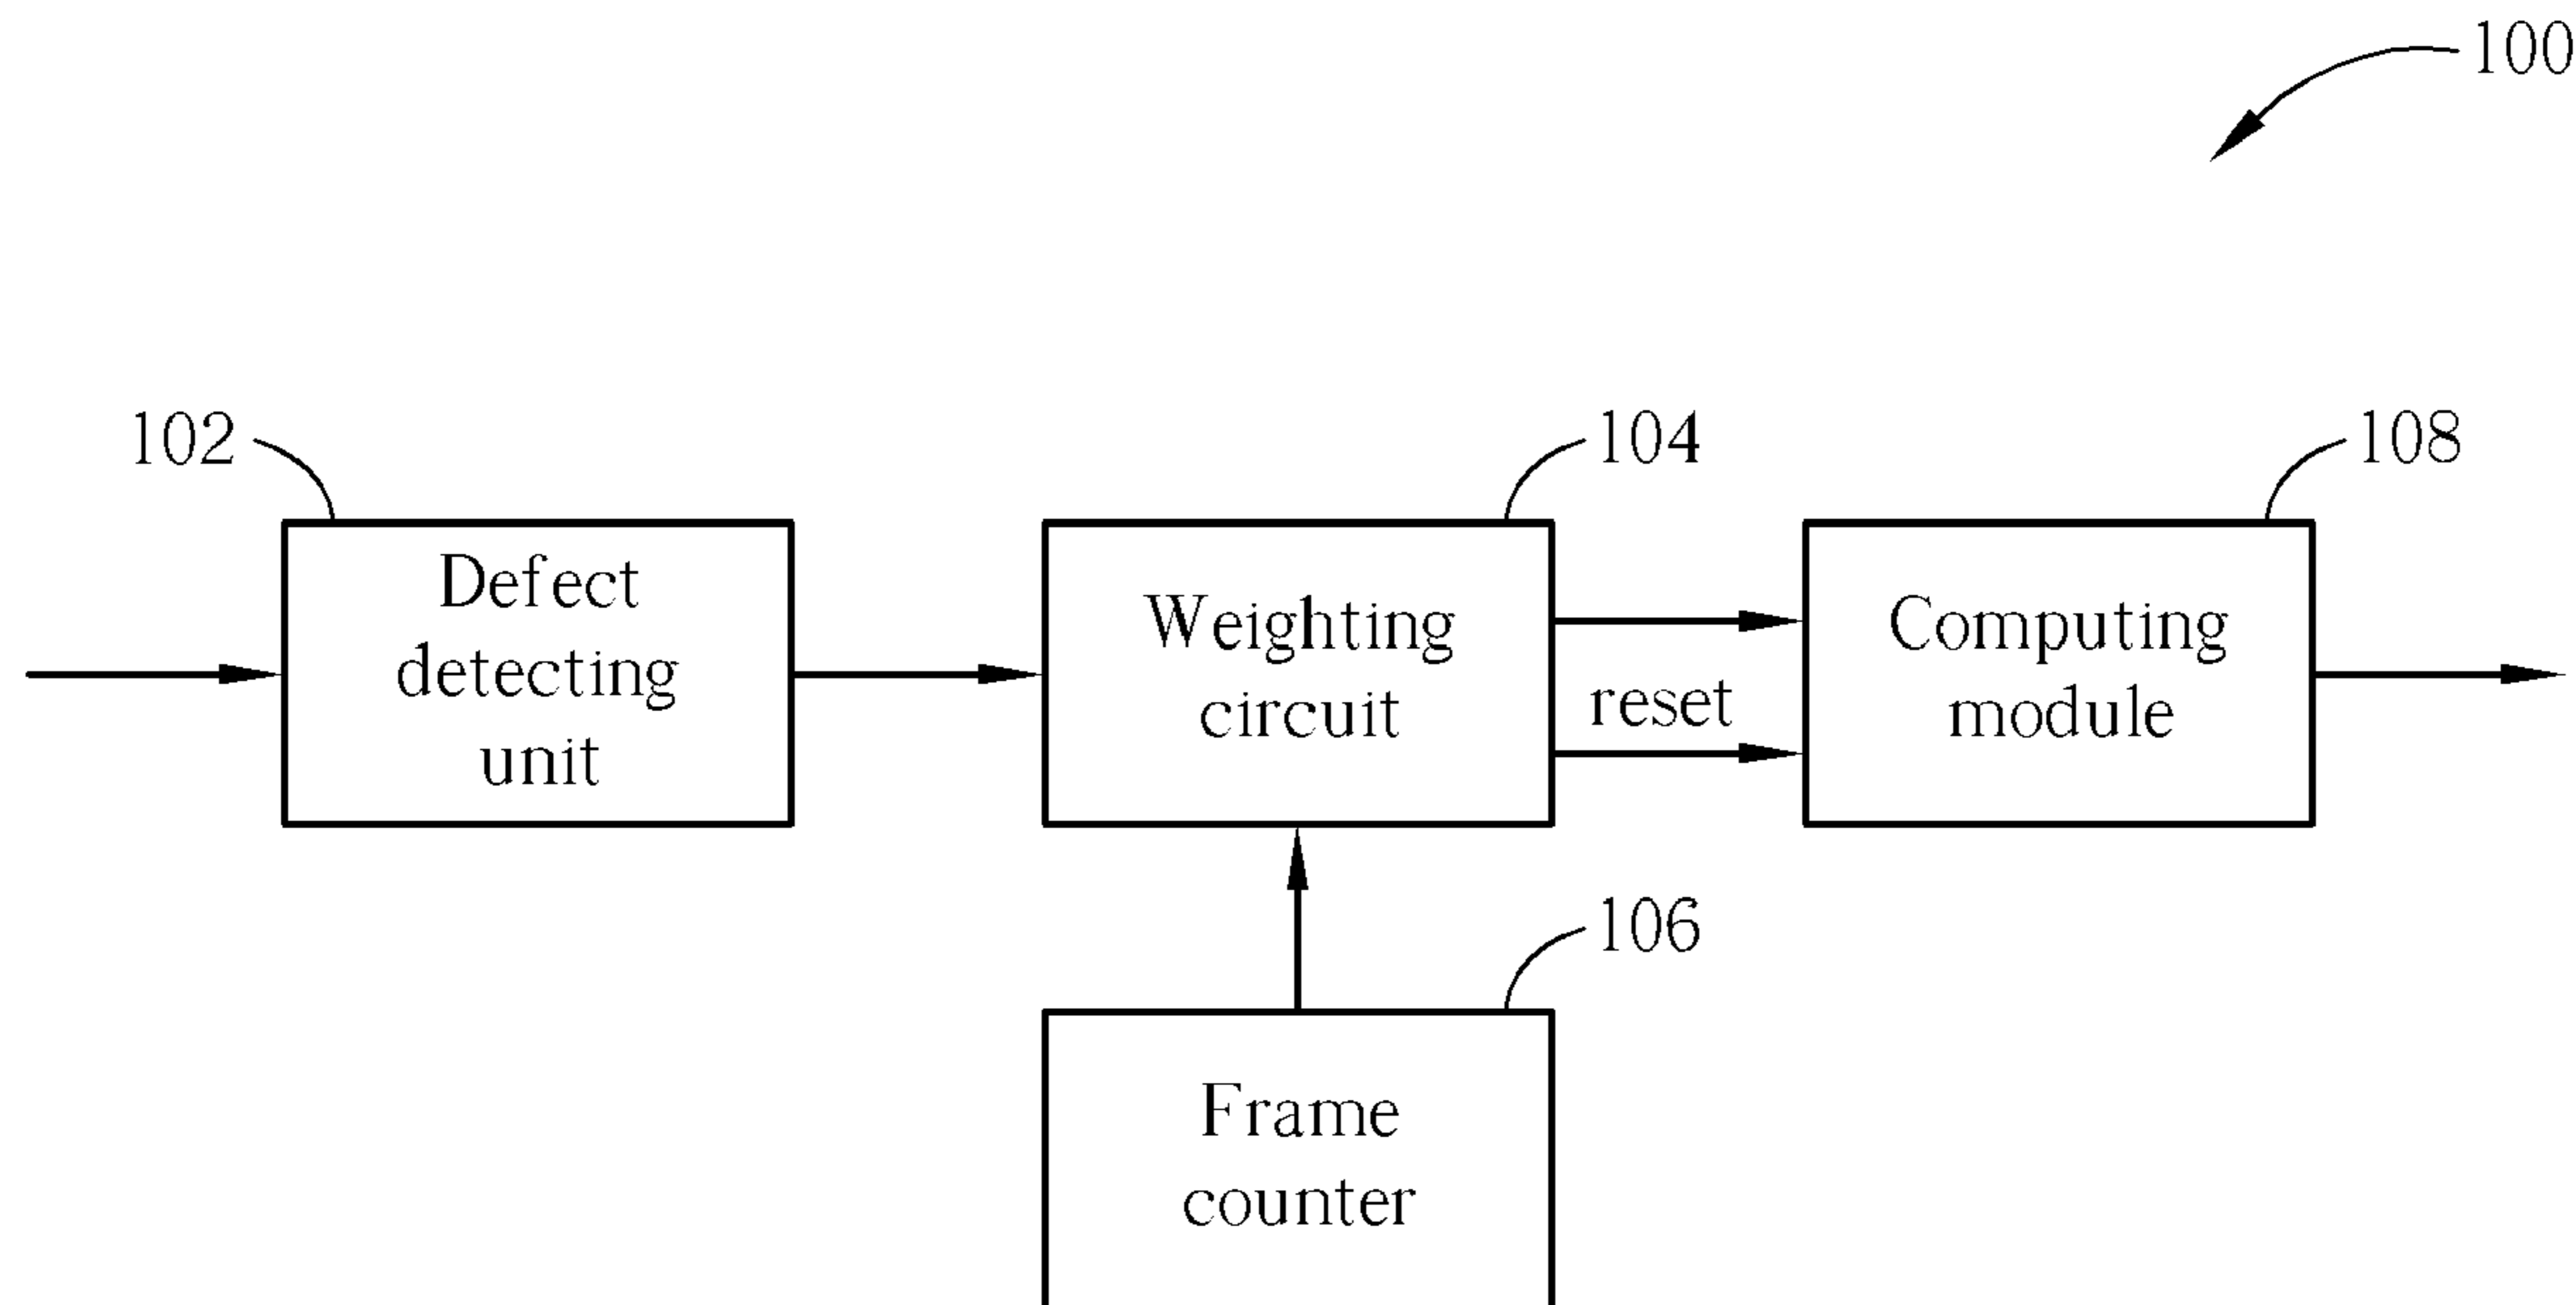 100
102
104
108
Defect
detecting
unit
Weighting
circuit
reset
Computing
module
106
Frame
counter